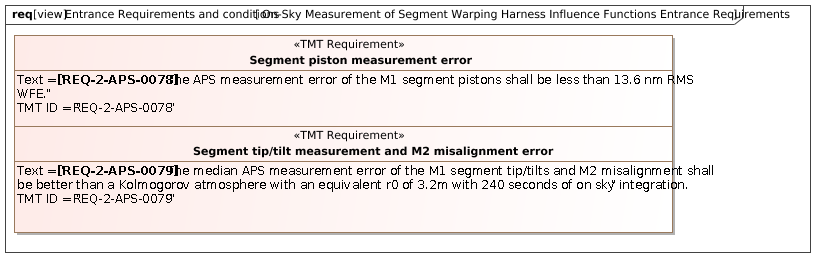 req [view] Entrance Requirements and conditions [ On-Sky Measurement of Segment Warping Harness Influence Functions Entrance Requirements ]
«TMT Requirement»
Segment piston measurement error
Text = "[REQ-2-APS-0078] The APS measurement error of the M1 segment pistons shall be less than 13.6 nm RMS
WFE."
TMT ID = "REQ-2-APS-0078"
«TMT Requirement»
Segment tip/tilt measurement and M2 misalignment error
Text = "[REQ-2-APS-0079] The median APS measurement error of the M1 segment tip/tilts and M2 misalignment shall
be better than a Kolmogorov atmosphere with an equivalent r0 of 3.2m with 240 seconds of on sky" integration.
TMT ID = "REQ-2-APS-0079"